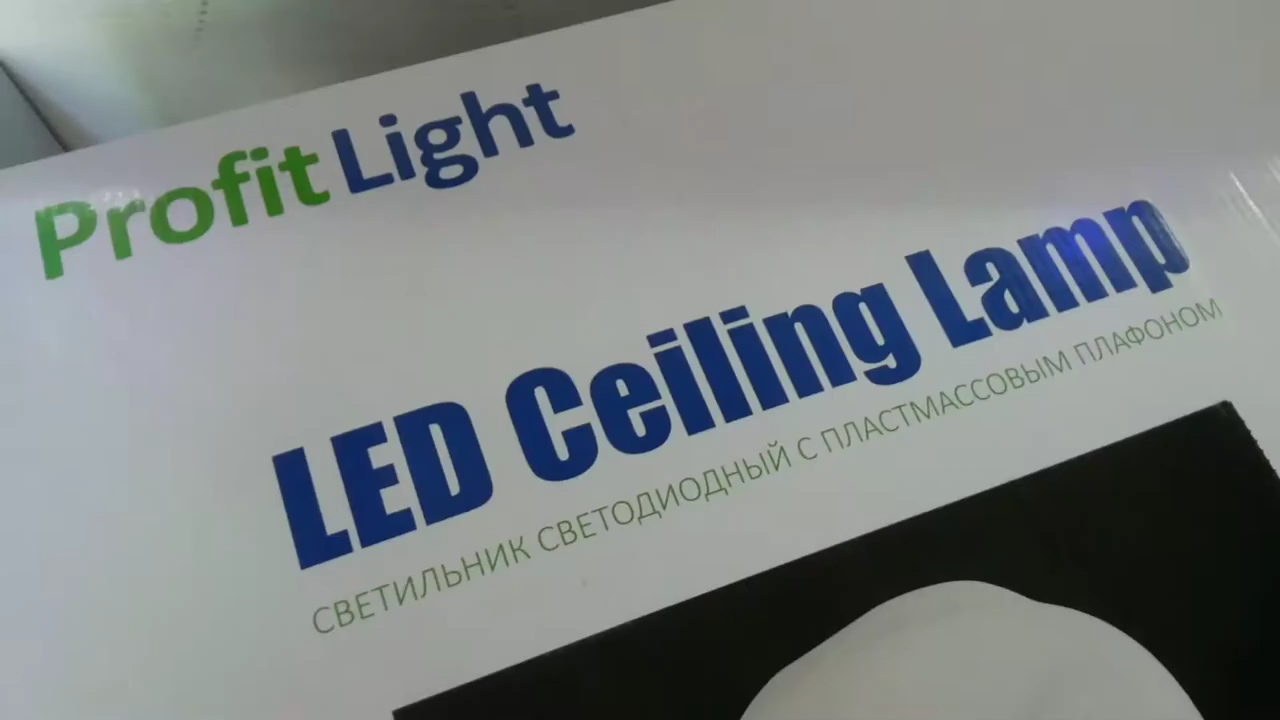 Profit Light
LED Ceiling Lamp
СВЕТИЛЬНИК СВЕТОДИОДНЫЙ С ПЛАСТМАССОВЫМ ПЛАФОНОМ